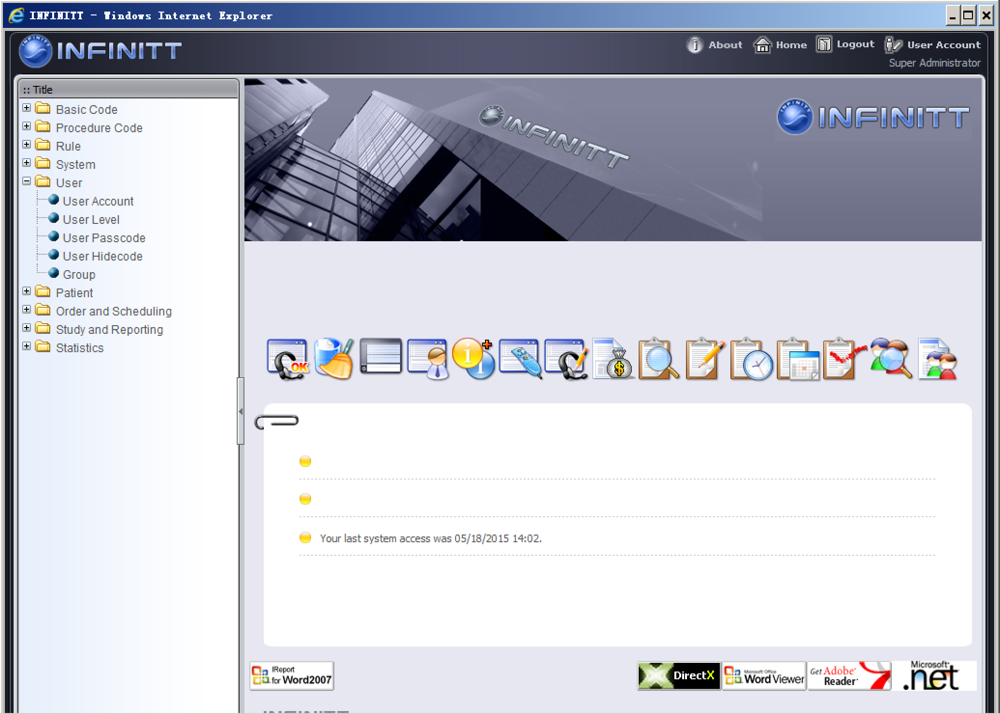 INFINITT - Windows Internet Explorer
INFINITT
About Home Logout User Account
Super Administrator
:: Title
Basic Code
Procedure Code
Rule
System
User
User Account
User Level
User Passcode
User Hidecode
Group
Patient
Order and Scheduling
Study and Reporting
Statistics
INFINITT
INFINITT
OK
Your last system access was 05/18/2015 14:02.
IReport
for Word2007
DirectX
Microsoft Office
Word Viewer
Get Adobe
Reader
Microsoft
.net
INFINITT